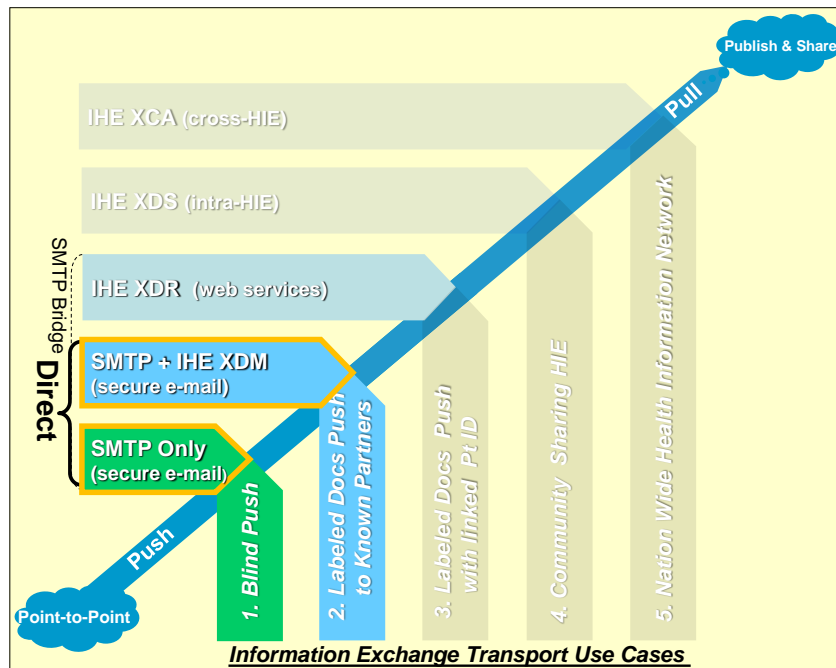 Publish & Share
Pull
IHE XCA (cross-HIE)
IHE XDS (intra-HIE)
IHE XDR (web services)
SMTP Bridge
Direct
SMTP + IHE XDM
(secure e-mail)
SMTP Only
(secure e-mail)
Push
Point-to-Point
1. Blind Push
2. Labeled Docs Push
to Known Partners
3. Labeled Docs Push
with linked Pt ID
4. Community Sharing HIE
5. Nation Wide Health Information Network
Information Exchange Transport Use Cases